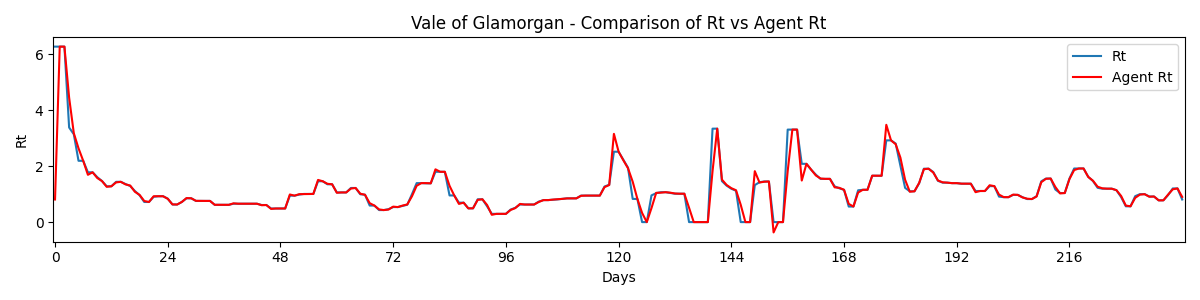 Vale of Glamorgan - Comparison of Rt vs Agent Rt
Rt
Agent Rt
6
4
2
0
Rt
0 24 48 72 96 120 144 168 192 216
Days